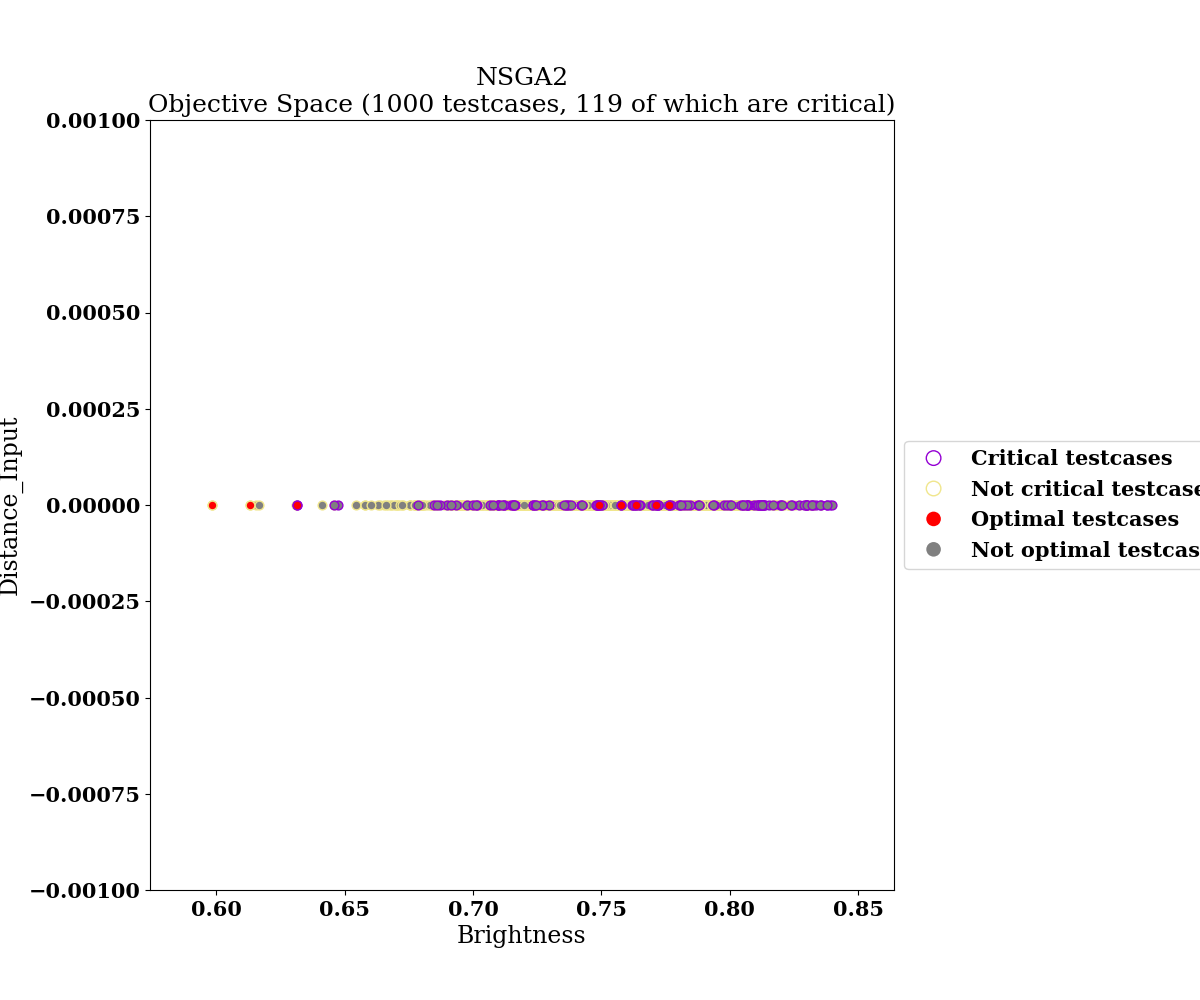 NSGA2
Objective Space (1000 testcases, 119 of which are critical)
0.00100
0.00075
0.00050
0.00025
0.00000
−0.00025
−0.00050
−0.00075
−0.00100
Distance_Input
0.60 0.65 0.70 0.75 0.80 0.85
Brightness
Critical testcases
Not critical testcase
Optimal testcases
Not optimal testcas